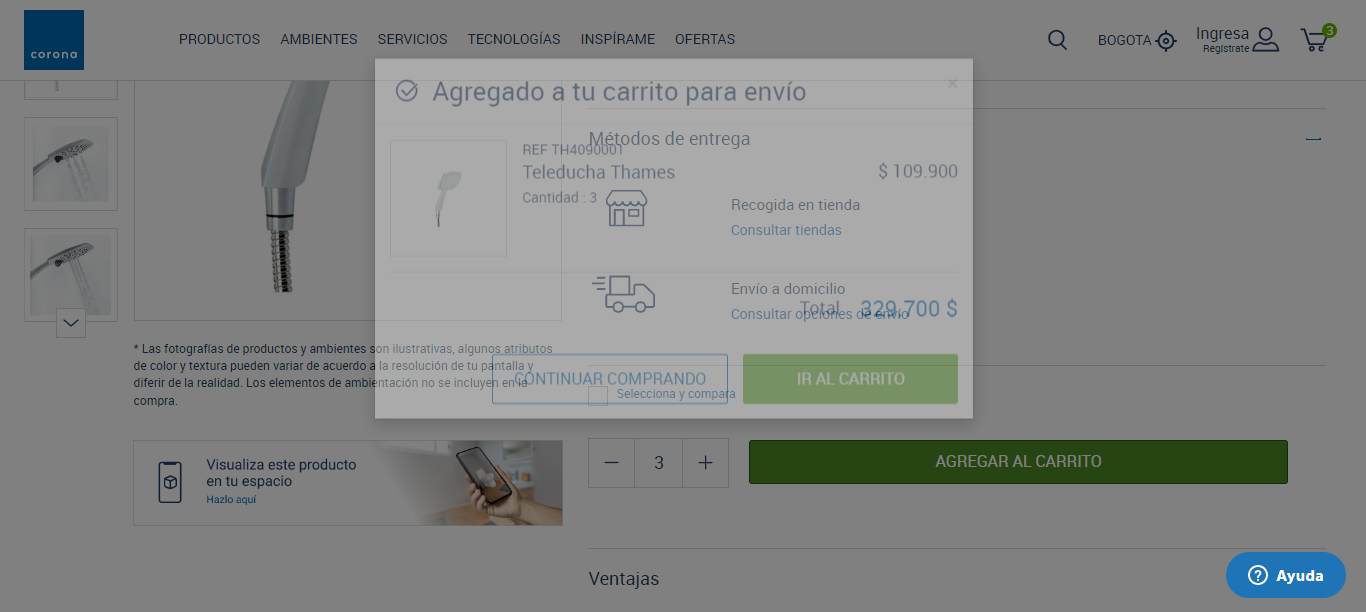 corona
PRODUCTOS AMBIENTES SERVICIOS TECNOLOGÍAS INSPÍRAME OFERTAS
BOGOTA
Ingresa
Regístrate
3
Agregado a tu carrito para envío
×
REF TH4090001
Teleducha Thames
$ 109.900
Cantidad : 3
Total 329,700 $
CONTINUAR COMPRANDO
IR AL CARRITO
Métodos de entrega
Recogida en tienda
Consultar tiendas
Envío a domicilio
Consultar opciones de envío
Selecciona y compara
* Las fotografías de productos y ambientes son ilustrativas, algunos atributos
de color y textura pueden variar de acuerdo a la resolución de tu pantalla y
diferir de la realidad. Los elementos de ambientación no se incluyen en la
compra.
Visualiza este producto
en tu espacio
Hazlo aquí
3
AGREGAR AL CARRITO
Ventajas
Ayuda